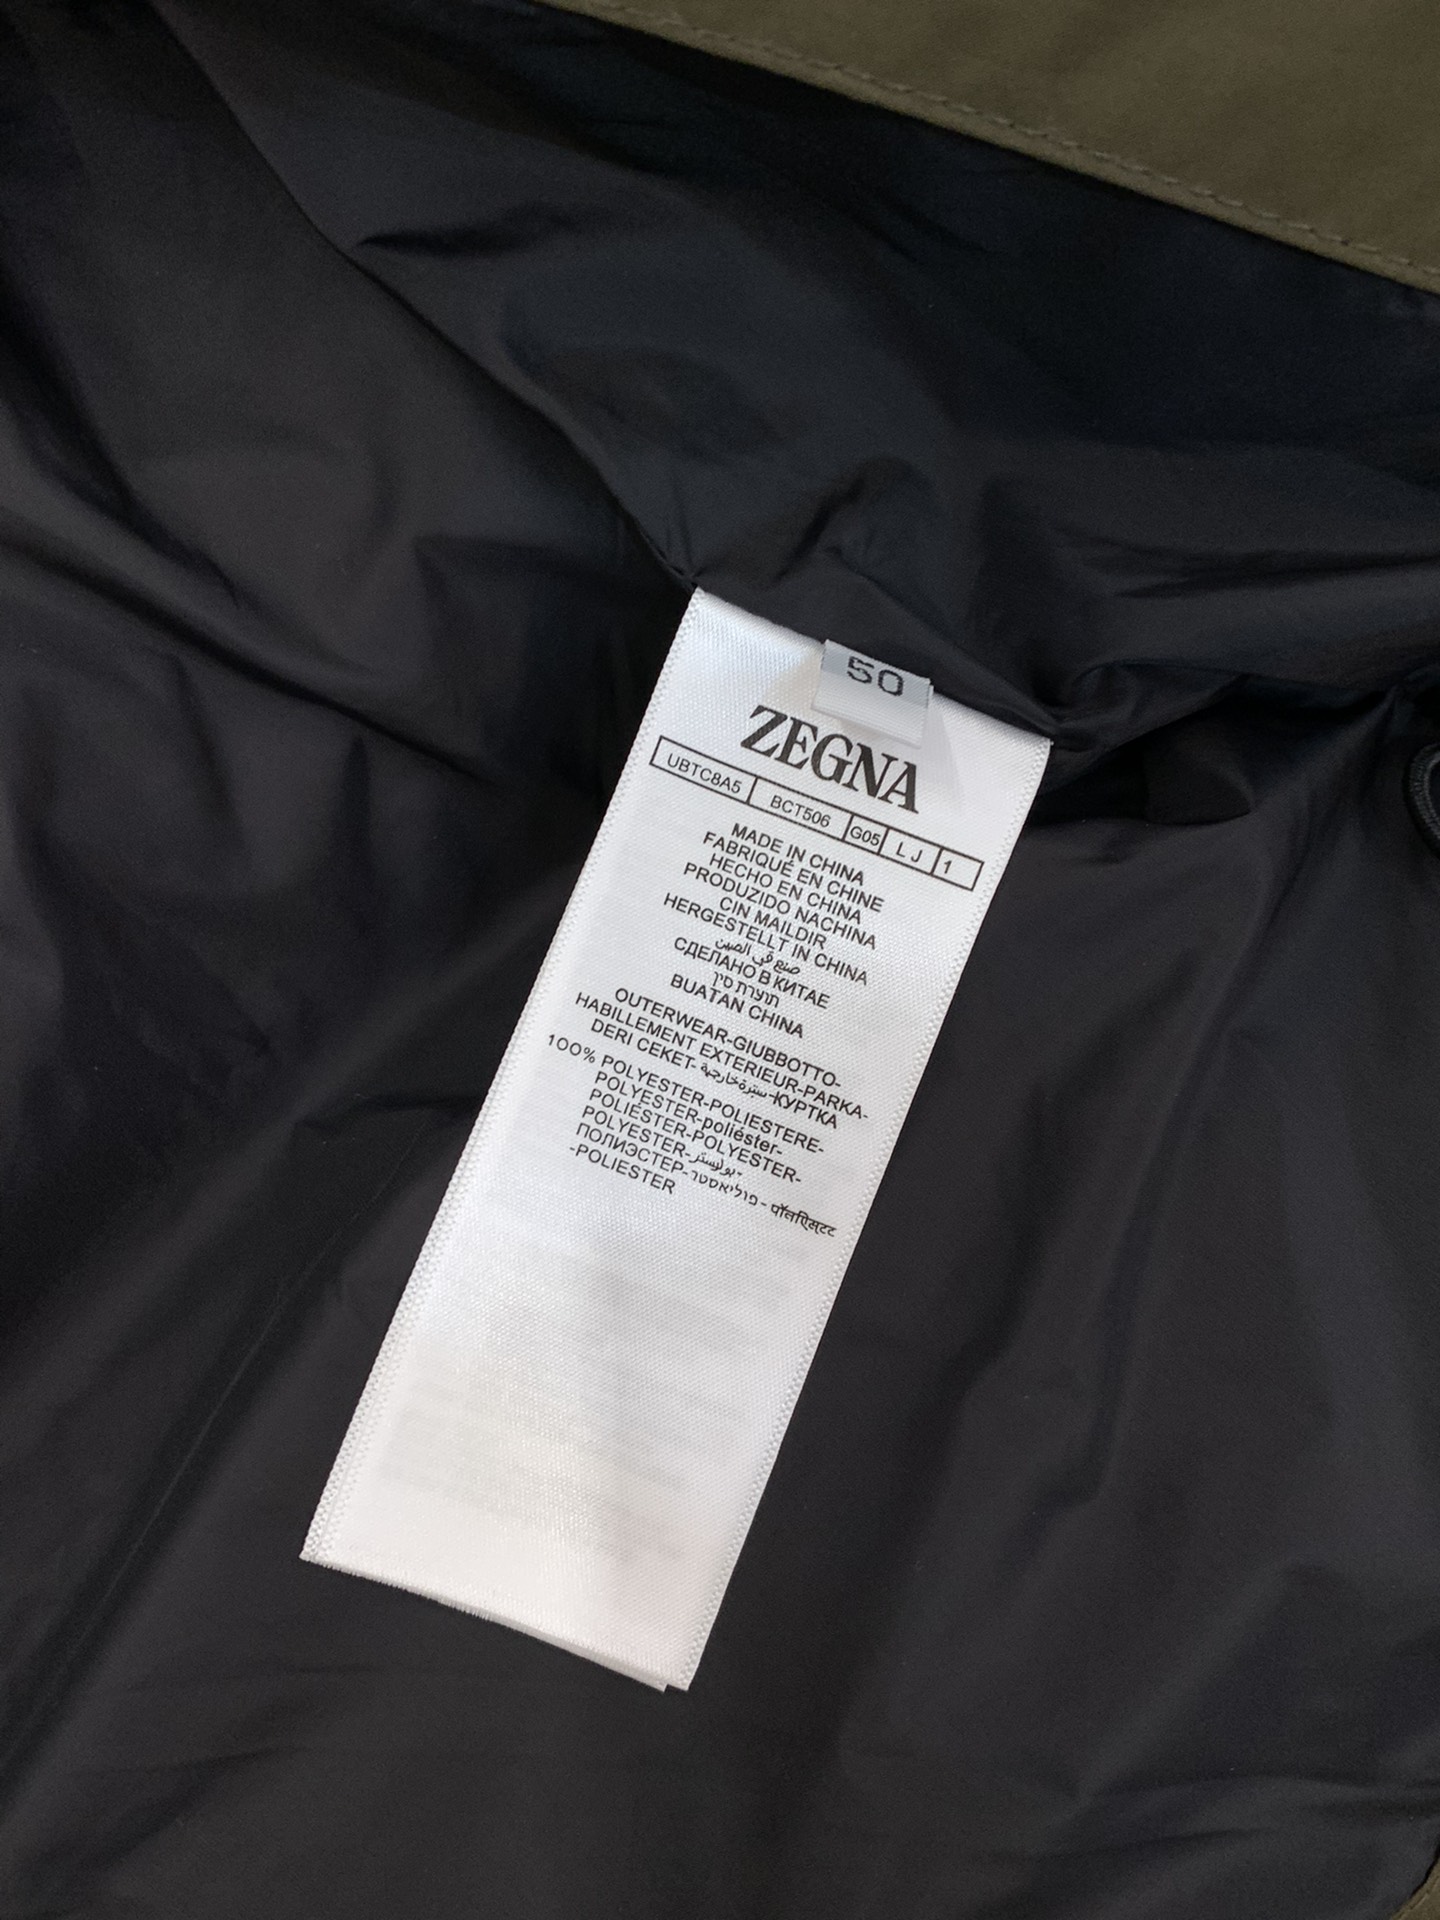 50
ZEGNA
UBTC8A5 BCT506 G05 L J 1
MADE IN CHINA
FABRIQUÉ EN CHINE
HECHO EN CHINA
PRODUZIDO NACHINA
CIN MAILDIR
HERGESTELLT IN CHINA
صنع في الصين
СДЕЛАНО В КИТАЕ
תוצרת סין
BUATAN CHINA
OUTERWEAR-GIUBBOTTO-
HABILLEMENT EXTERIEUR-PARKA-
DERI CEKET-سترة خارجية-КУРТКА
100% POLYESTER-POLIESTERE-
POLYESTER-poliéster-
POLIÉSTER-POLYESTER-
POLYESTER-بوليستر-
ПОЛИЭСТЕР-פוליאסטר-
-POLIESTER